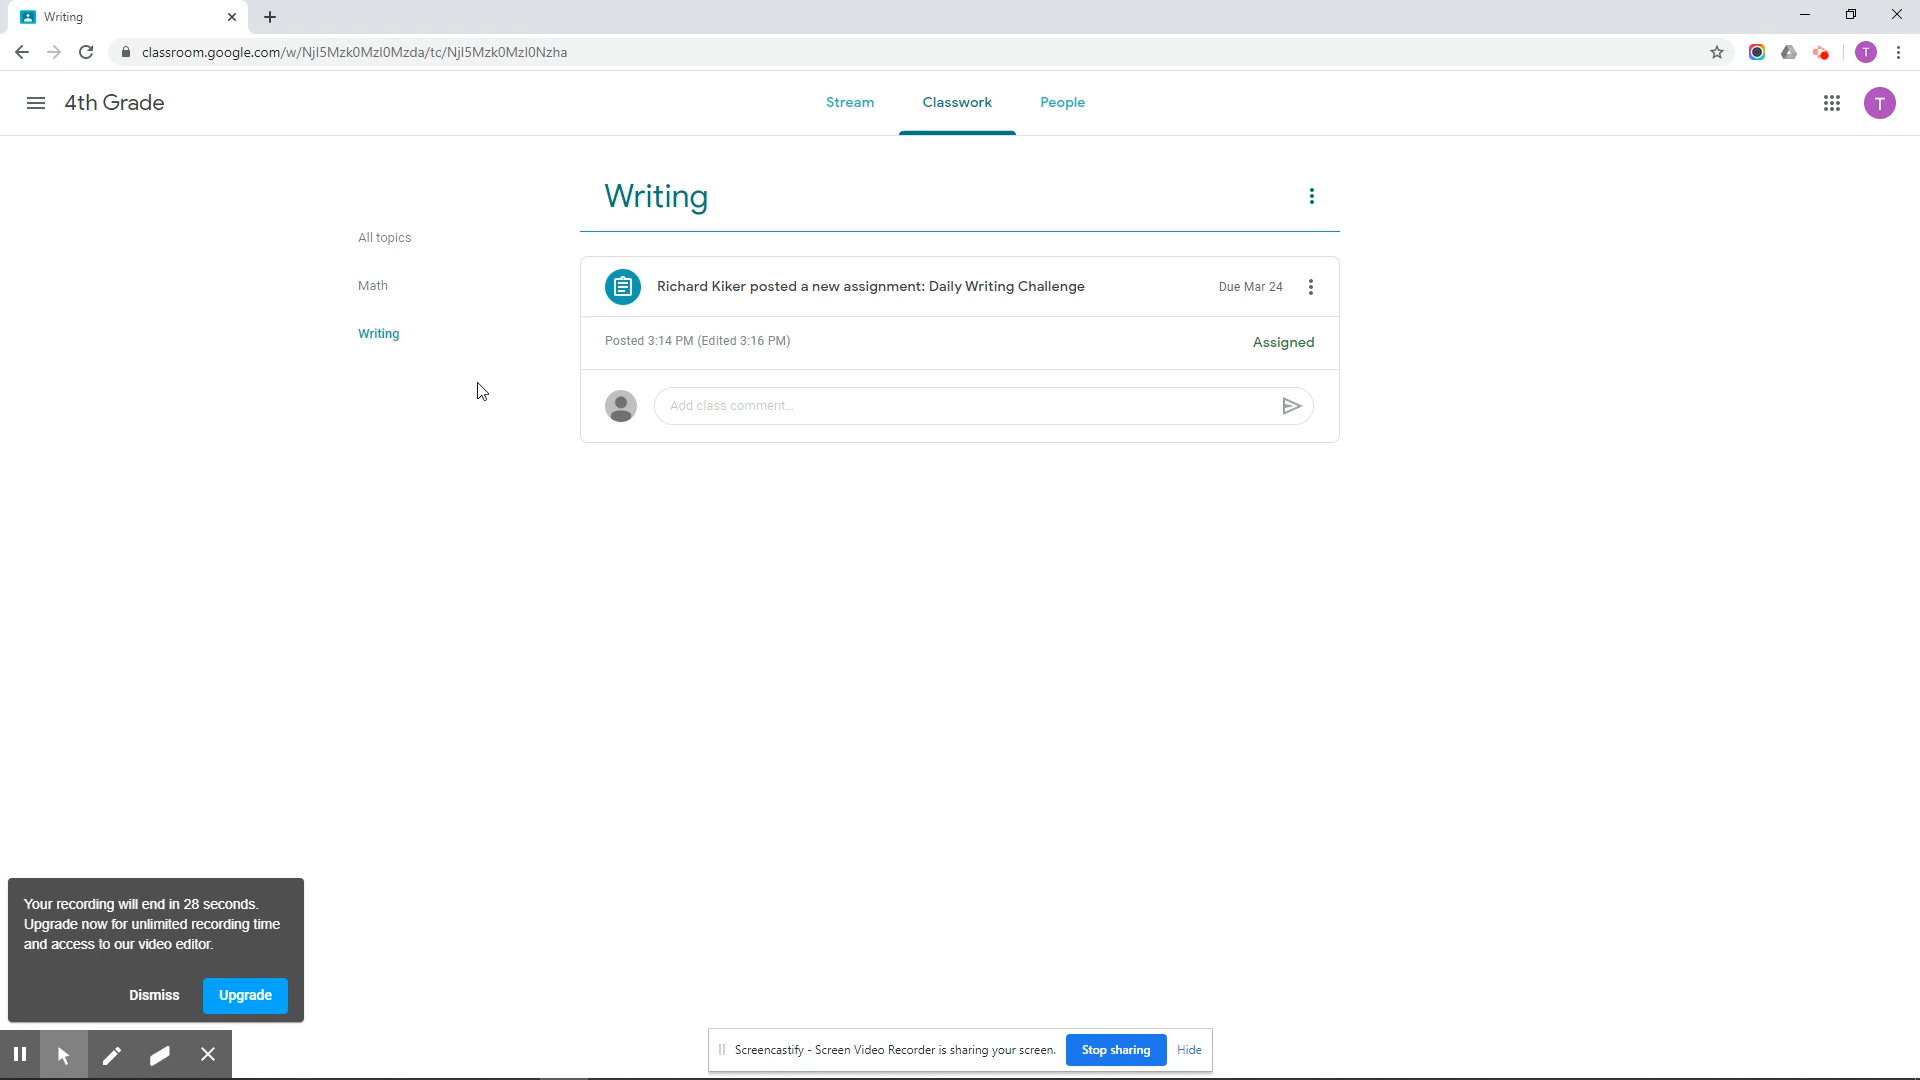 Writing
classroom.google.com/w/NjI5Mzk0MzI0Mzda/tc/NjI5Mzk0MzI0Nzha
T
4th Grade
Stream
Classwork
People
T
Writing
All topics
Math
Writing
Richard Kiker posted a new assignment: Daily Writing Challenge
Due Mar 24
Posted 3:14 PM (Edited 3:16 PM)
Assigned
Add class comment...
Your recording will end in 28 seconds.
Upgrade now for unlimited recording time
and access to our video editor.
Dismiss
Upgrade
Screencastify - Screen Video Recorder is sharing your screen.
Stop sharing
Hide